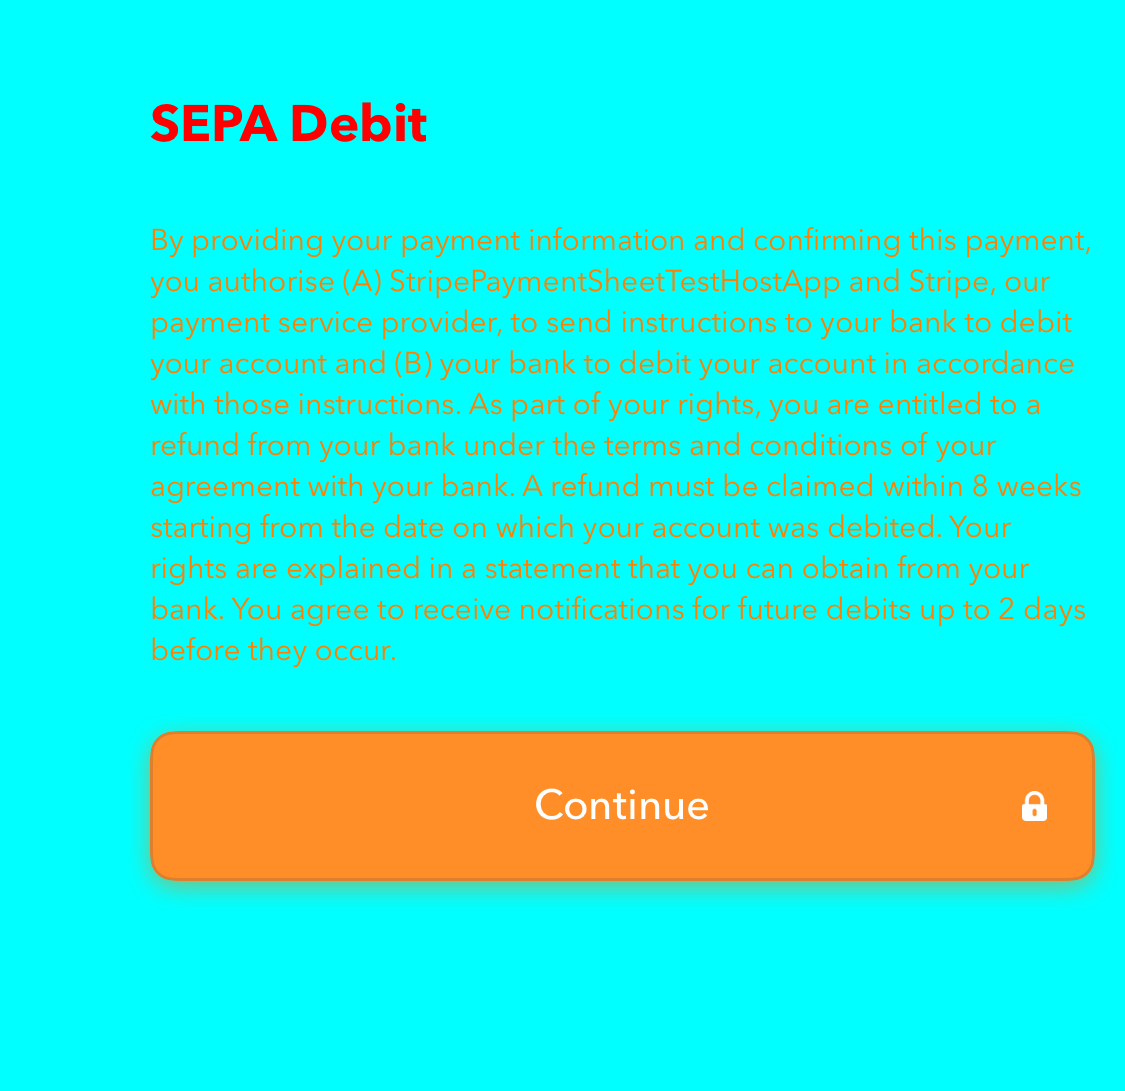 SEPA Debit
By providing your payment information and confirming this payment,
you authorise (A) StripePaymentSheetTestHostApp and Stripe, our
payment service provider, to send instructions to your bank to debit
your account and (B) your bank to debit your account in accordance
with those instructions. As part of your rights, you are entitled to a
refund from your bank under the terms and conditions of your
agreement with your bank. A refund must be claimed within 8 weeks
starting from the date on which your account was debited. Your
rights are explained in a statement that you can obtain from your
bank. You agree to receive notifications for future debits up to 2 days
before they occur.
Continue